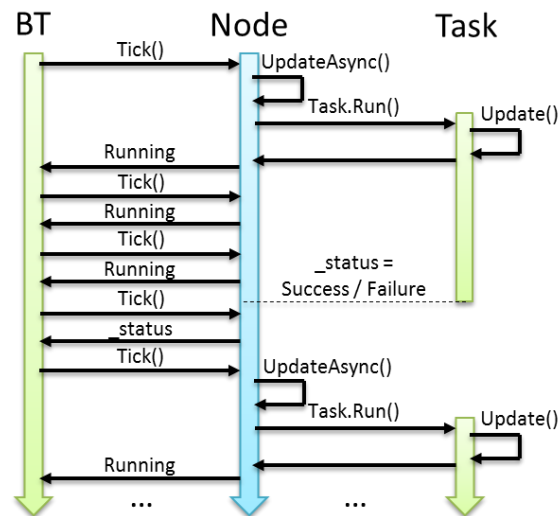 BT Node Task
Tick()
UpdateAsync()
Task.Run()
Update()
Running
Tick()
Running
Tick()
Running
_status =
Success / Failure
Tick()
_status
Tick()
UpdateAsync()
Task.Run()
Update()
Running
... ...